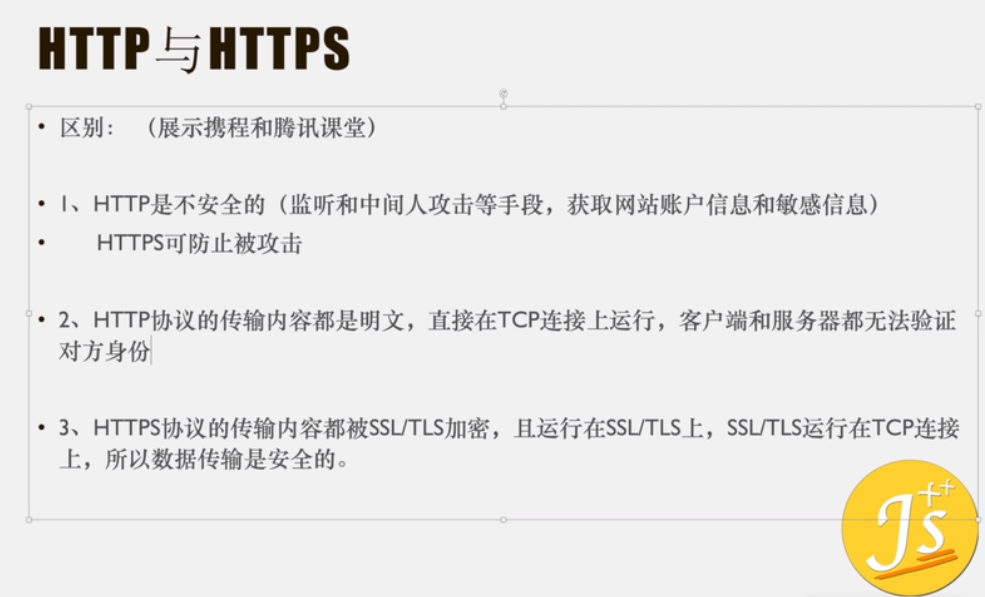 HTTP与HTTPS
• 区别： （展示携程和腾讯课堂）
• 1、HTTP是不安全的（监听和中间人攻击等手段，获取网站账户信息和敏感信息）
• HTTPS可防止被攻击
• 2、HTTP协议的传输内容都是明文，直接在TCP连接上运行，客户端和服务器都无法验证
对方身份
• 3、HTTPS协议的传输内容都被SSL/TLS加密，且运行在SSL/TLS上，SSL/TLS运行在TCP连接
上，所以数据传输是安全的。
Js++